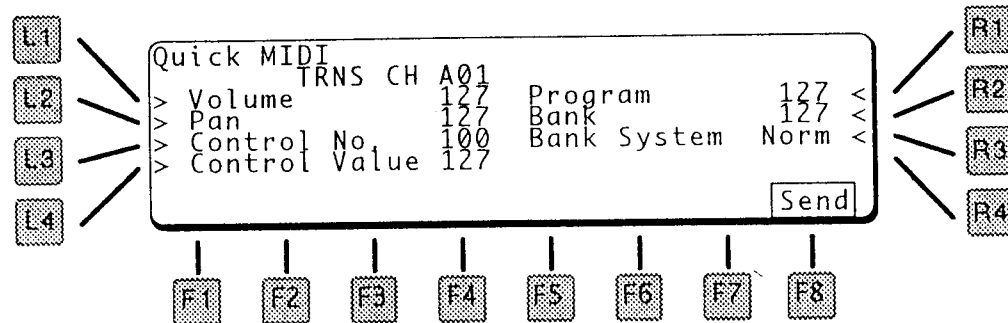 L1
L2
L3
L4
Quick MIDI
TRNS CH A01
> Volume 127 Program 127 <
> Pan 127 Bank 127 <
> Control No. 100 Bank System Norm <
> Control Value 127
Send
R1
R2
R3
R4
F1 F2 F3 F4 F5 F6 F7 F8